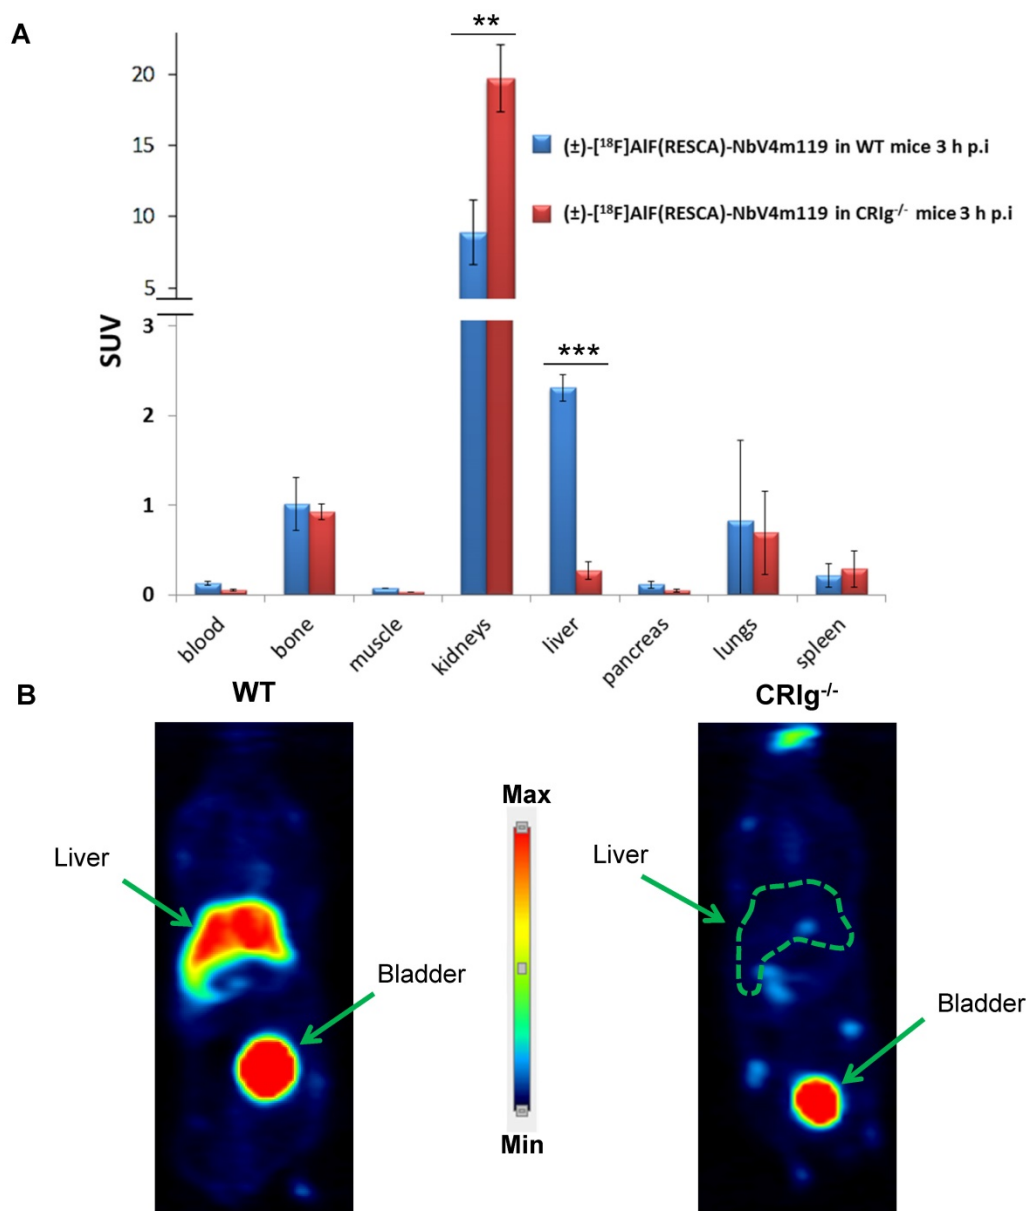 A
**
20
15
10
5
3
2
1
0
SUV
(±)-[¹⁸F]AlF(RESCA)-NbV4m119 in WT mice 3 h p.i
(±)-[¹⁸F]AlF(RESCA)-NbV4m119 in CRIg⁻/⁻ mice 3 h p.i
***
blood
bone
muscle
kidneys
liver
pancreas
lungs
spleen
B
WT
CRIg⁻/⁻
Max
Min
Liver
Bladder
Liver
Bladder